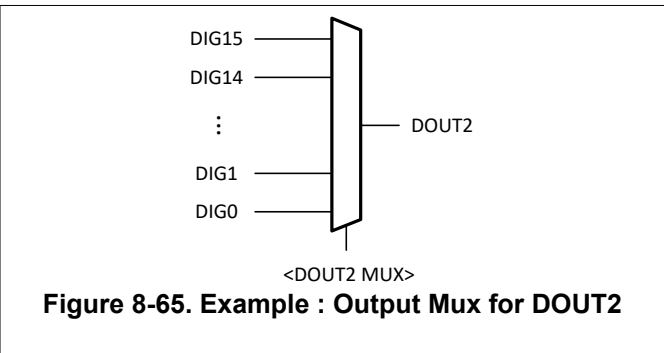 DIG15
DIG14
DOUT2
⋮
DIG1
DIG0
<DOUT2 MUX>
Figure 8-65. Example : Output Mux for DOUT2